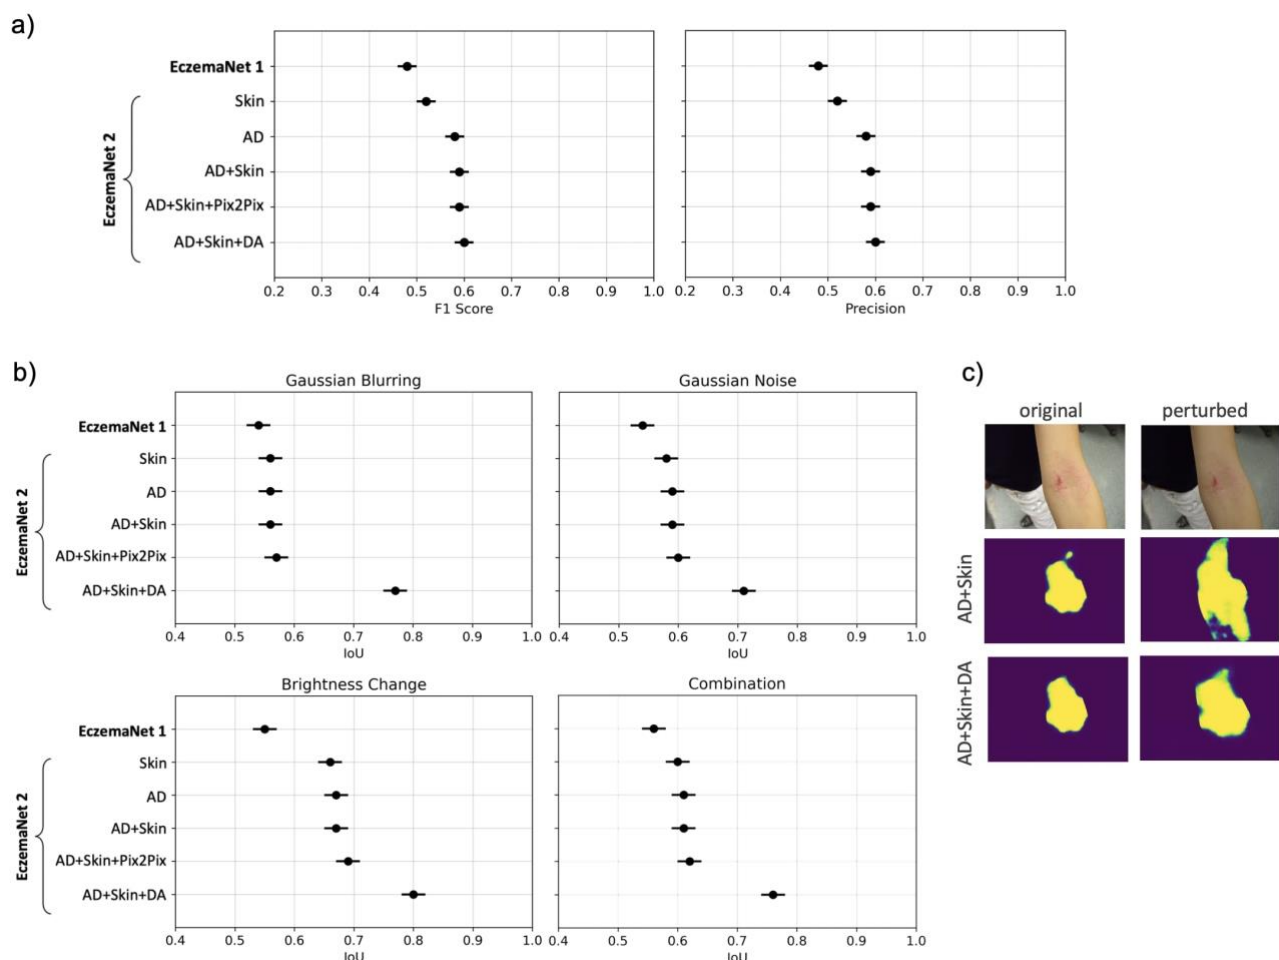 a)
EczemaNet 1
Skin
AD
AD+Skin
AD+Skin+Pix2Pix
AD+Skin+DA
EczemaNet 2
0.2 0.3 0.4 0.5 0.6 0.7 0.8 0.9 1.0
F1 Score
0.2 0.3 0.4 0.5 0.6 0.7 0.8 0.9 1.0
Precision
b)
Gaussian Blurring
EczemaNet 1
Skin
AD
AD+Skin
AD+Skin+Pix2Pix
AD+Skin+DA
EczemaNet 2
0.4 0.5 0.6 0.7 0.8 0.9 1.0
IoU
Gaussian Noise
0.4 0.5 0.6 0.7 0.8 0.9 1.0
IoU
Brightness Change
EczemaNet 1
Skin
AD
AD+Skin
AD+Skin+Pix2Pix
AD+Skin+DA
EczemaNet 2
0.4 0.5 0.6 0.7 0.8 0.9 1.0
IoU
Combination
0.4 0.5 0.6 0.7 0.8 0.9 1.0
IoU
c)
original perturbed
AD+Skin
AD+Skin+DA